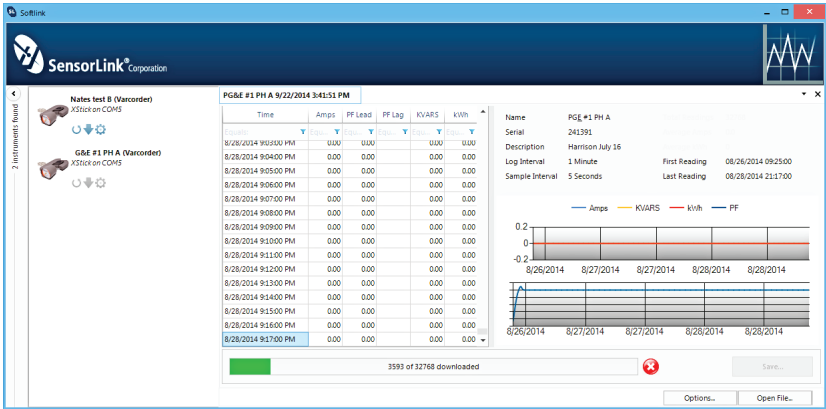 Softlink
SensorLink® Corporation
2 instruments found
Nates test B (Varcorder)
XStick on COM5
G&E #1 PH A (Varcorder)
XStick on COM5
PG&E #1 PH A 9/22/2014 3:41:51 PM
Time Amps PF Lead PF Lag KVARS kWh
Equals: Equ... Equ... Equ... Equ... Equ...
8/28/2014 9:03:00 PM 0.00 0.00 0.00 0.00
8/28/2014 9:04:00 PM 0.00 0.00 0.00 0.00
8/28/2014 9:05:00 PM 0.00 0.00 0.00 0.00
8/28/2014 9:06:00 PM 0.00 0.00 0.00 0.00
8/28/2014 9:07:00 PM 0.00 0.00 0.00 0.00
8/28/2014 9:08:00 PM 0.00 0.00 0.00 0.00
8/28/2014 9:09:00 PM 0.00 0.00 0.00 0.00
8/28/2014 9:10:00 PM 0.00 0.00 0.00 0.00
8/28/2014 9:11:00 PM 0.00 0.00 0.00 0.00
8/28/2014 9:12:00 PM 0.00 0.00 0.00 0.00
8/28/2014 9:13:00 PM 0.00 0.00 0.00 0.00
8/28/2014 9:14:00 PM 0.00 0.00 0.00 0.00
8/28/2014 9:15:00 PM 0.00 0.00 0.00 0.00
8/28/2014 9:16:00 PM 0.00 0.00 0.00 0.00
8/28/2014 9:17:00 PM 0.00 0.00 0.00 0.00
Name PGE #1 PH A
Serial 241391
Description Harrison July 16
Log Interval 1 Minute First Reading 08/26/2014 09:25:00
Sample Interval 5 Seconds Last Reading 08/28/2014 21:17:00
Amps KVARS kWh PF
0.2
0
-0.2
8/26/2014 8/27/2014 8/27/2014 8/28/2014 8/28/2014
8/26/2014 8/27/2014 8/27/2014 8/28/2014 8/28/2014
3593 of 32768 downloaded
Save...
Options... Open File...